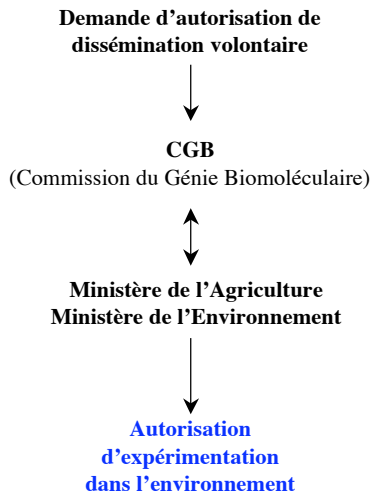 Demande d’autorisation de
dissémination volontaire
CGB
(Commission du Génie Biomoléculaire)
Ministère de l’Agriculture
Ministère de l’Environnement
Autorisation
d’expérimentation
dans l’environnement